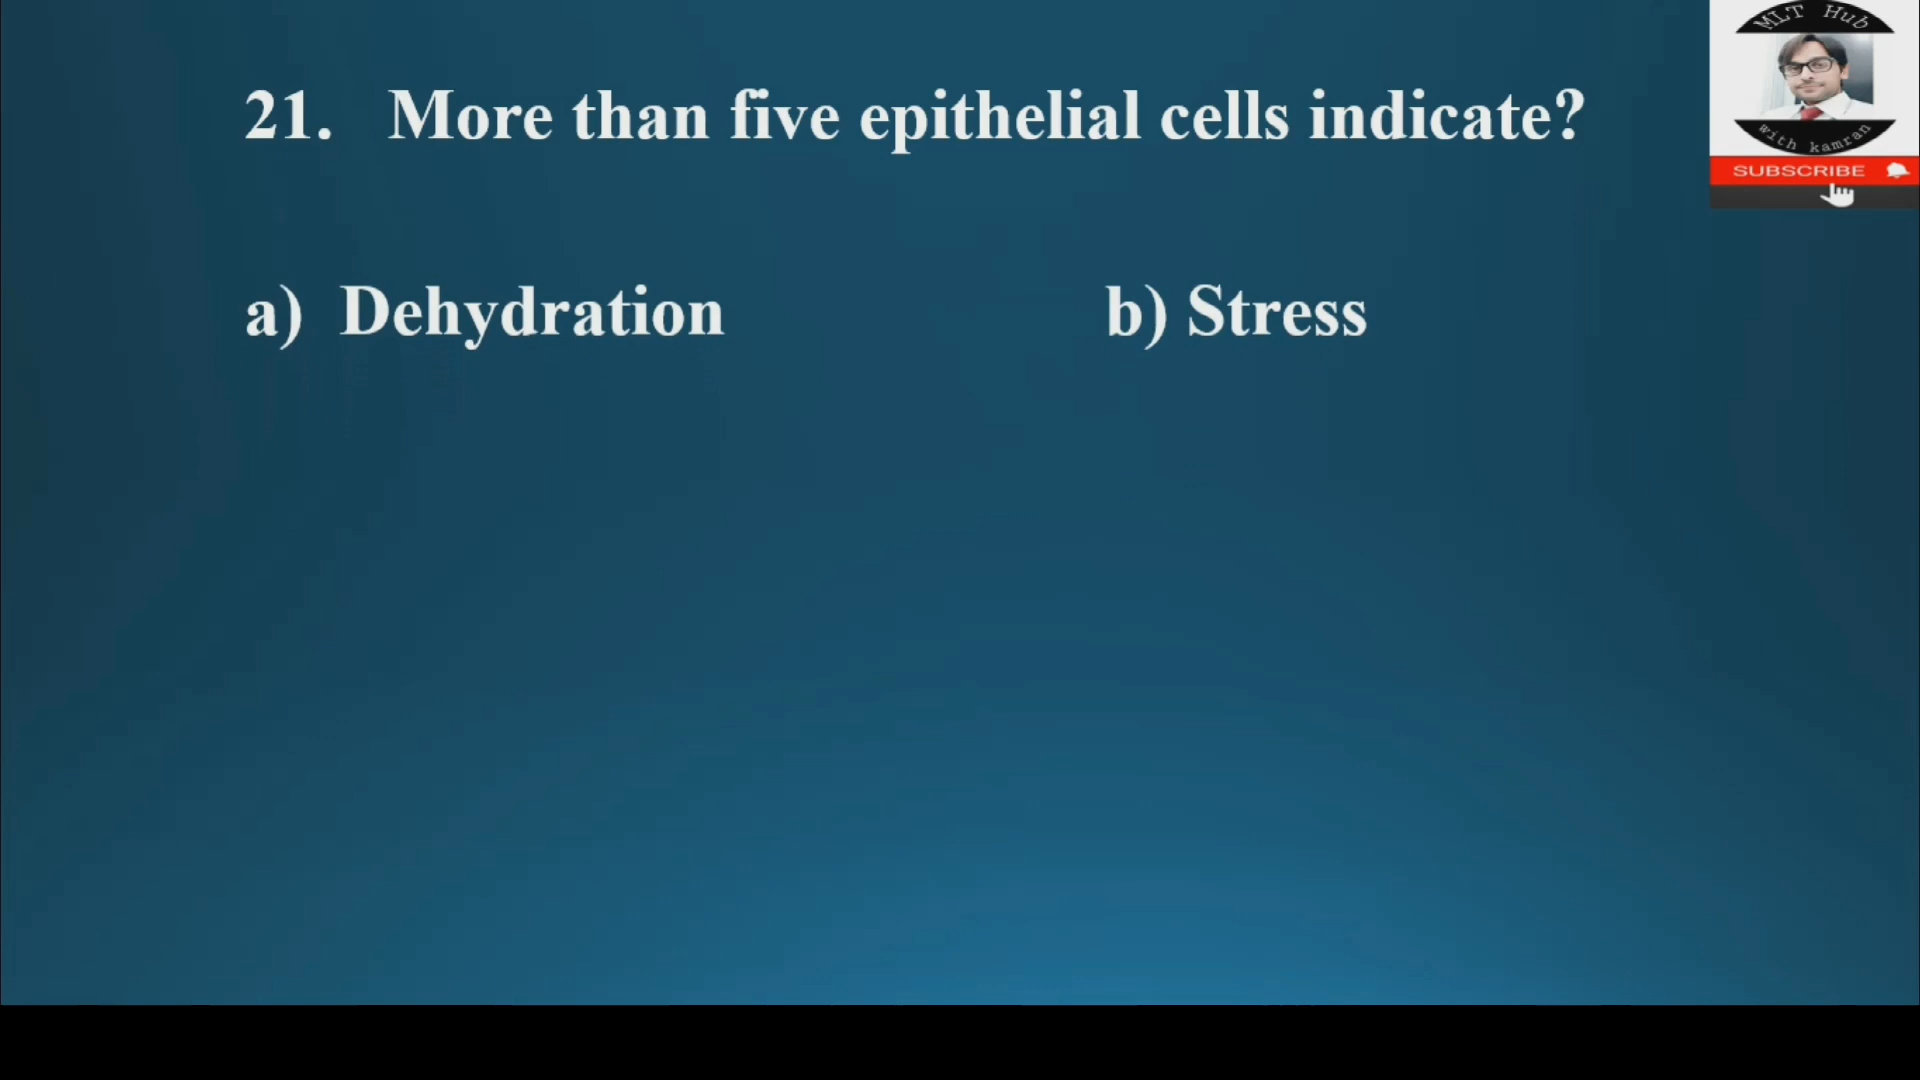 MLT Hub
with kamran
SUBSCRIBE
21. More than five epithelial cells indicate?
a) Dehydration b) Stress